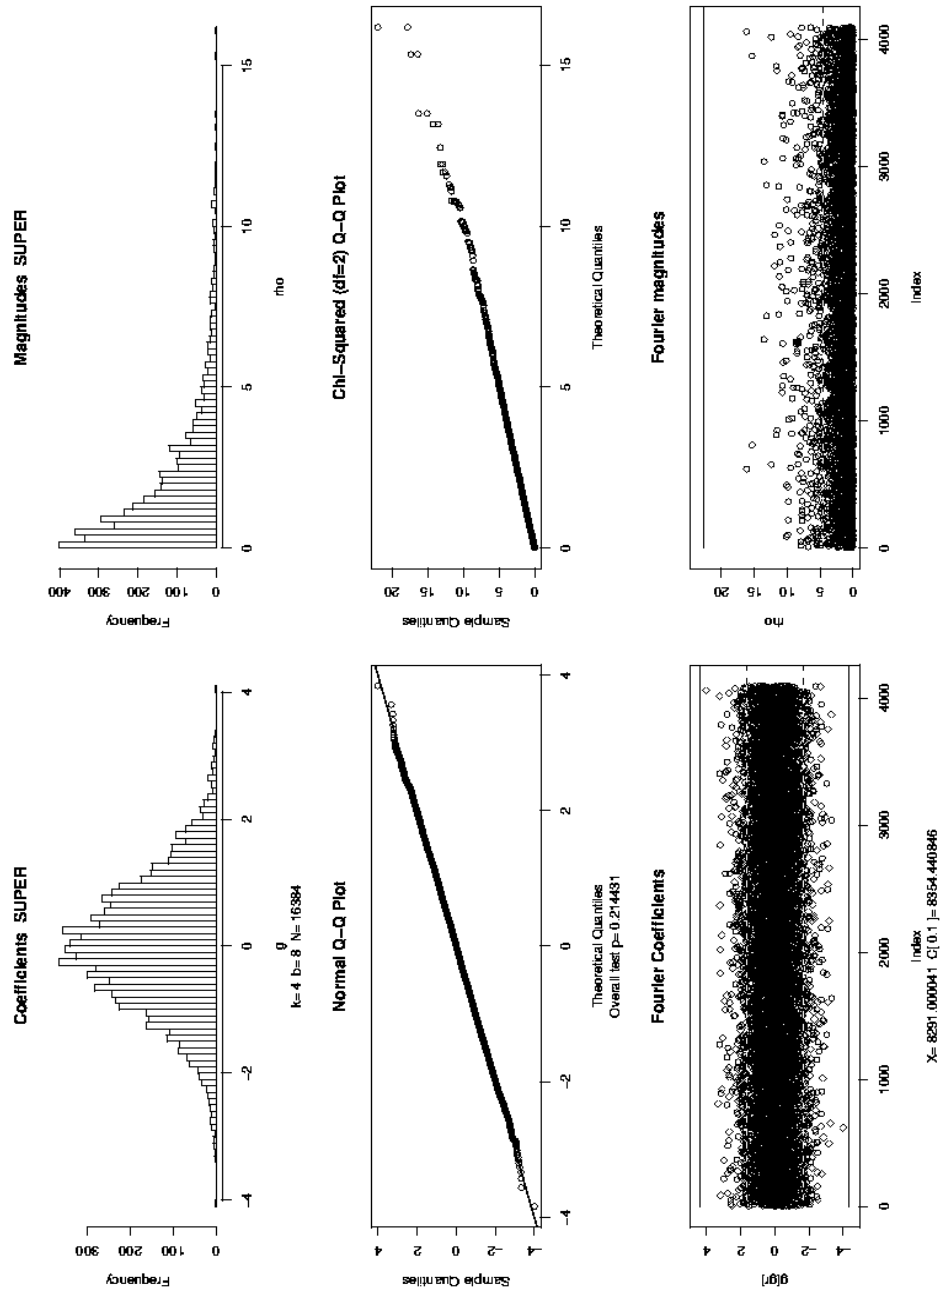 Coefficients SUPER
Frequency
300
200
100
0
-4
-2
0
2
4
g
k= 4 b= 8 N= 16384
Magnitudes SUPER
Frequency
400
300
200
100
0
0
5
10
15
rho
Normal Q-Q Plot
Sample Quantiles
4
2
0
-2
-4
-4
-2
0
2
4
Theoretical Quantiles
Overall test p= 0.214431
Chi-Squared (df=2) Q-Q Plot
Sample Quantiles
20
15
10
5
0
0
5
10
15
Theoretical Quantiles
Fourier Coefficients
g[gr]
4
2
0
-2
-4
0
1000
2000
3000
4000
Index
X= 8291.000041 C[ 0.1 ]= 8354.440846
Fourier magnitudes
rho
20
15
10
5
0
0
1000
2000
3000
4000
Index